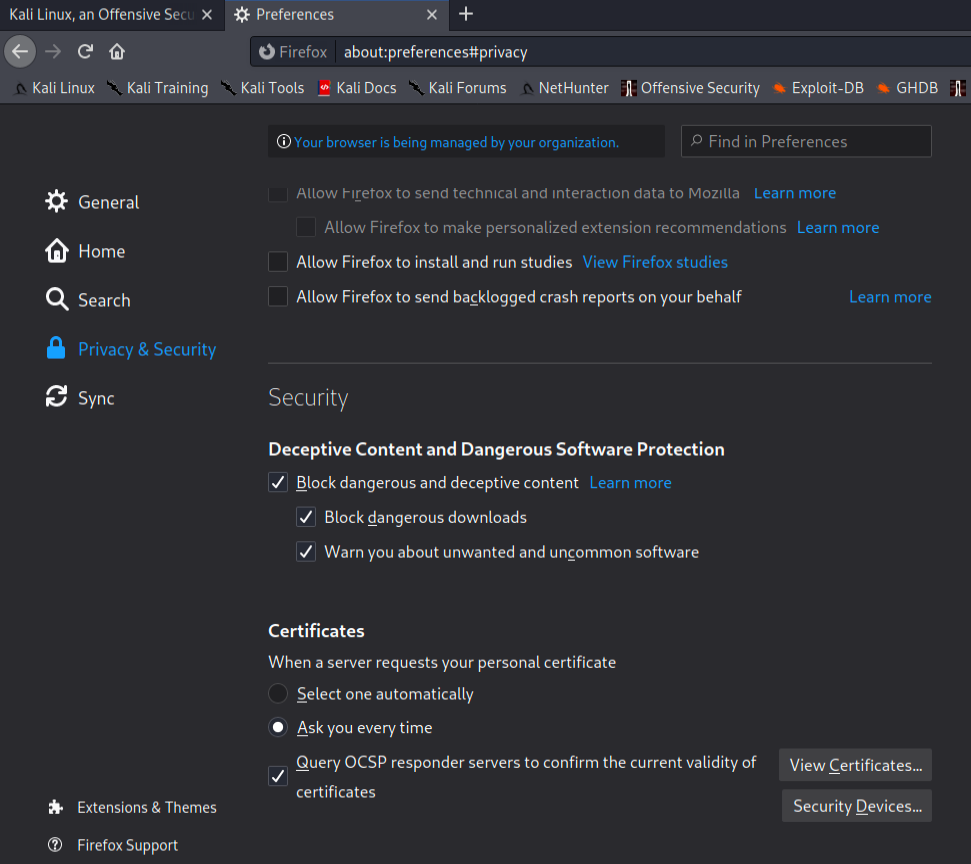 Kali Linux, an Offensive Secu
Preferences
Firefox
about:preferences#privacy
Kali Linux
Kali Training
Kali Tools
Kali Docs
Kali Forums
NetHunter
Offensive Security
Exploit-DB
GHDB
Your browser is being managed by your organization.
Find in Preferences
General
Home
Search
Privacy & Security
Sync
Extensions & Themes
Firefox Support
Allow Firefox to send technical and interaction data to Mozilla Learn more
Allow Firefox to make personalized extension recommendations Learn more
Allow Firefox to install and run studies View Firefox studies
Allow Firefox to send backlogged crash reports on your behalf Learn more
Security
Deceptive Content and Dangerous Software Protection
Block dangerous and deceptive content Learn more
Block dangerous downloads
Warn you about unwanted and uncommon software
Certificates
When a server requests your personal certificate
Select one automatically
Ask you every time
Query OCSP responder servers to confirm the current validity of
certificates
View Certificates...
Security Devices...